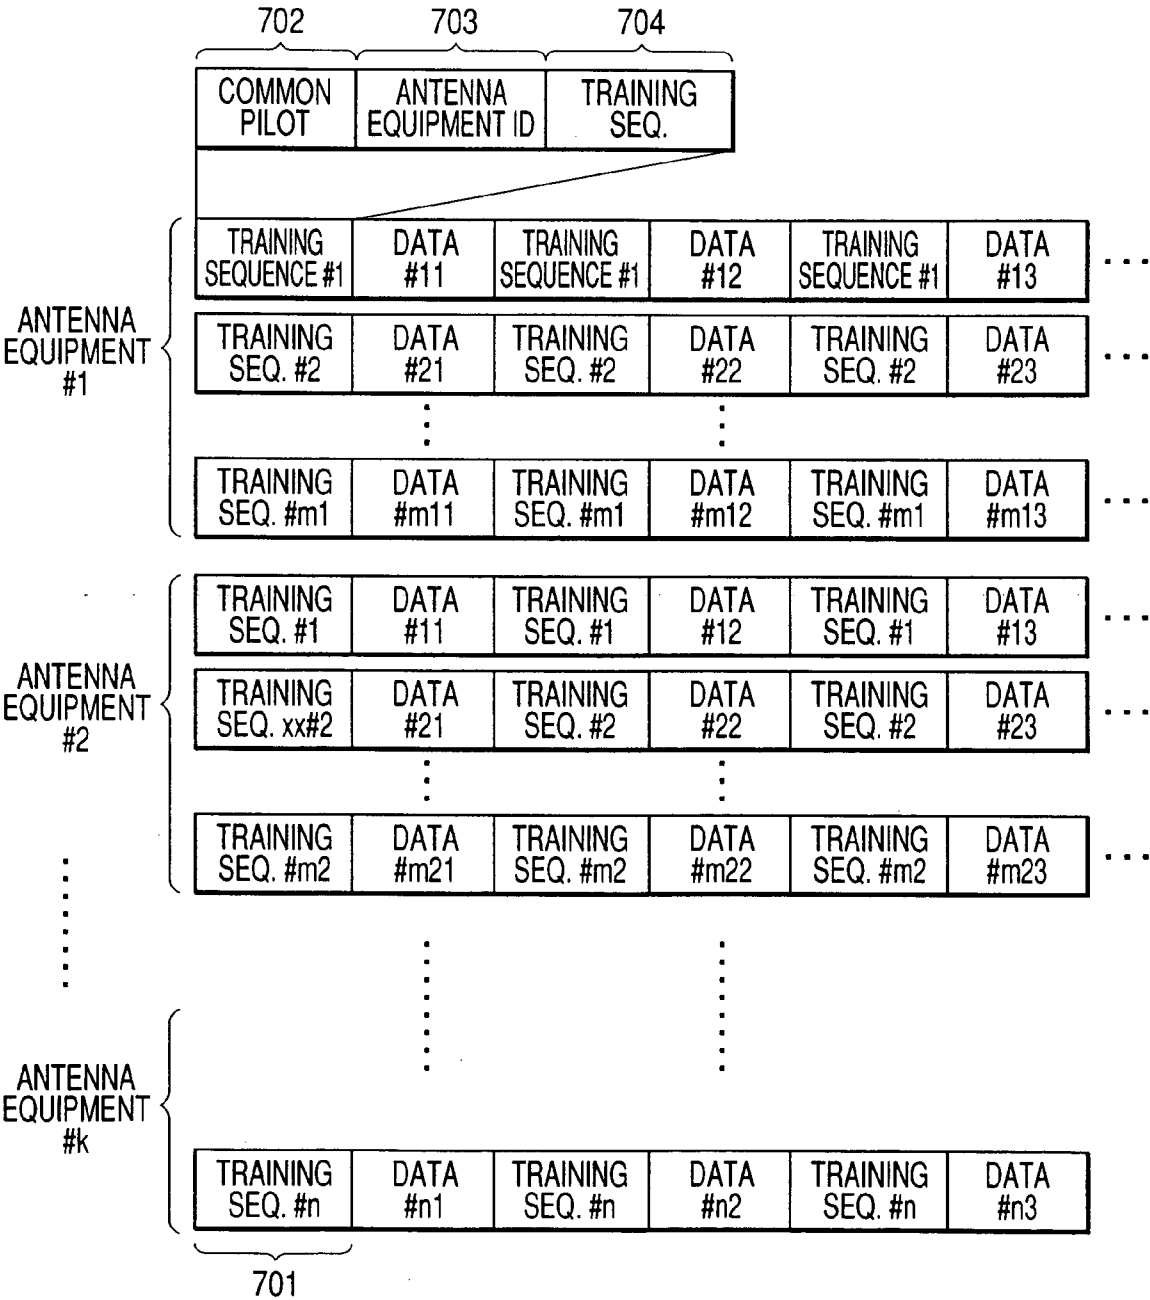 702 703 704
COMMON PILOT
ANTENNA EQUIPMENT ID
TRAINING SEQ.
ANTENNA EQUIPMENT #1
TRAINING SEQUENCE #1 DATA #11 TRAINING SEQUENCE #1 DATA #12 TRAINING SEQUENCE #1 DATA #13 ...
TRAINING SEQ. #2 DATA #21 TRAINING SEQ. #2 DATA #22 TRAINING SEQ. #2 DATA #23 ...
TRAINING SEQ. #m1 DATA #m11 TRAINING SEQ. #m1 DATA #m12 TRAINING SEQ. #m1 DATA #m13 ...
ANTENNA EQUIPMENT #2
TRAINING SEQ. #1 DATA #11 TRAINING SEQ. #1 DATA #12 TRAINING SEQ. #1 DATA #13 ...
TRAINING SEQ. xx#2 DATA #21 TRAINING SEQ. #2 DATA #22 TRAINING SEQ. #2 DATA #23 ...
TRAINING SEQ. #m2 DATA #m21 TRAINING SEQ. #m2 DATA #m22 TRAINING SEQ. #m2 DATA #m23 ...
ANTENNA EQUIPMENT #k
TRAINING SEQ. #n DATA #n1 TRAINING SEQ. #n DATA #n2 TRAINING SEQ. #n DATA #n3
701